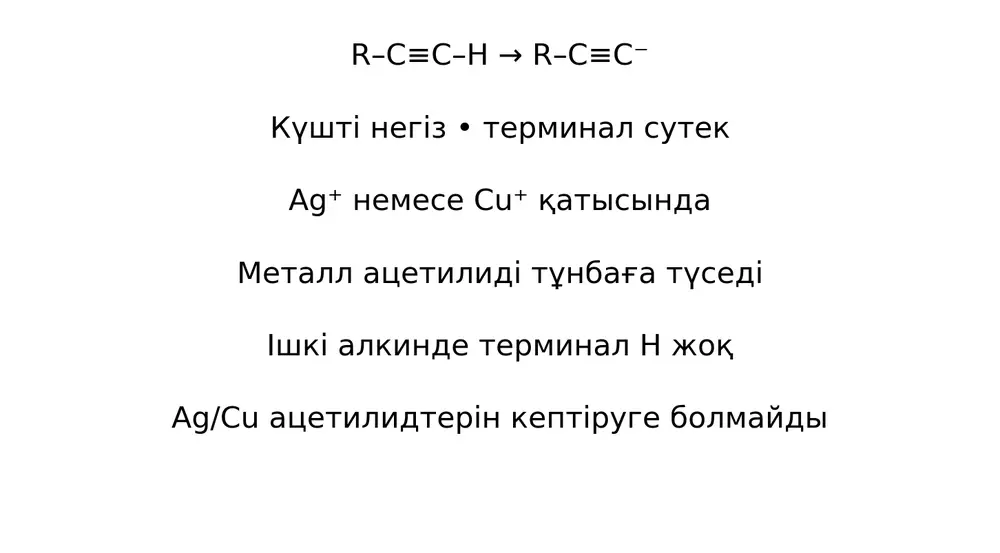 R–C≡C–H → R–C≡C⁻
Күшті негіз • терминал сутек
Ag⁺ немесе Cu⁺ қатысында
Металл ацетилиді тұнбаға түседі
Ішкі алкинде терминал H жоқ
Ag/Cu ацетилидтерін кептіруге болмайды